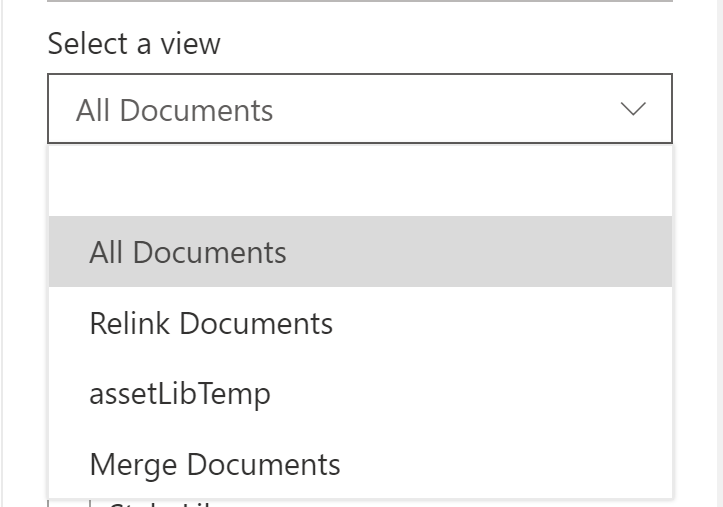 Select a view
All Documents
All Documents
Relink Documents
assetLibTemp
Merge Documents